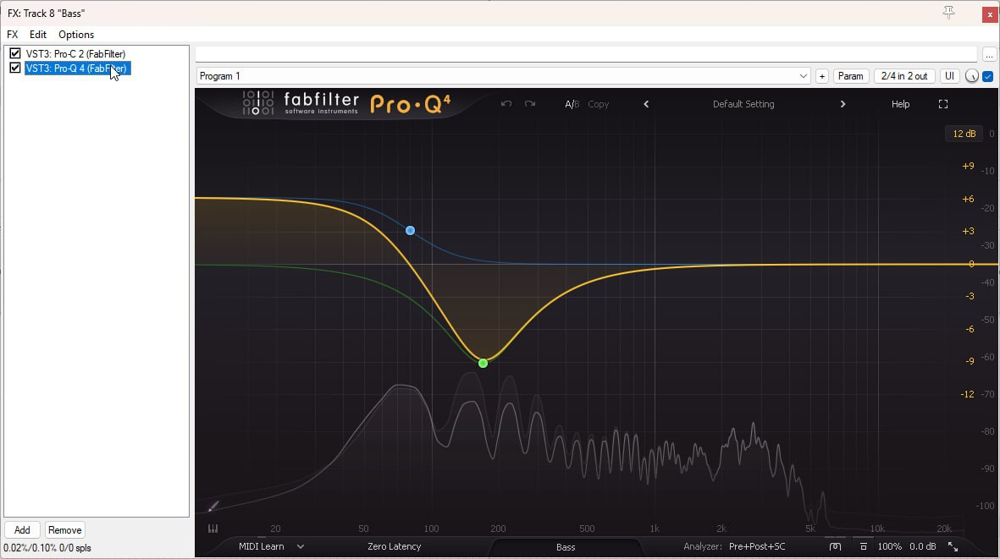 FX: Track 8 "Bass"
x
FX Edit Options
VST3: Pro-C 2 (FabFilter)
VST3: Pro-Q 4 (FabFilter)
...
Program 1
+ Param 2/4 in 2 out UI
fabfilter
software instruments
Pro·Q4
A/B Copy
Default Setting
Help
12 dB 0
+9 -10
+6 -20
+3 -30
0 -40
-3 -50
-6 -60
-9 -70
-12 -80
-90
-100
20 50 100 200 500 1k 2k 5k 10k 20k
Add Remove
0.02%/0.10% 0/0 spls
MIDI Learn Zero Latency Bass Analyzer: Pre+Post+SC 100% 0.0 dB